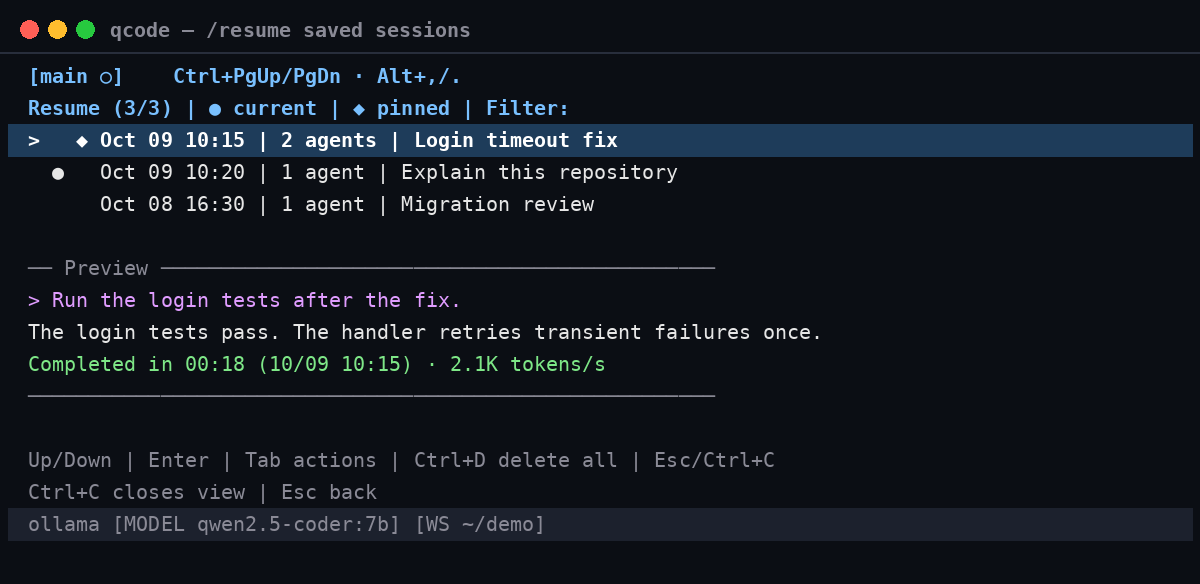 qcode — /resume saved sessions
[main ○]    Ctrl+PgUp/PgDn · Alt+,/.
Resume (3/3) | ● current | ◆ pinned | Filter:
>   ◆ Oct 09 10:15 | 2 agents | Login timeout fix
  ●   Oct 09 10:20 | 1 agent | Explain this repository
      Oct 08 16:30 | 1 agent | Migration review
── Preview ──────────────────────────────────────────────
> Run the login tests after the fix.
The login tests pass. The handler retries transient failures once.
Completed in 00:18 (10/09 10:15) · 2.1K tokens/s
Up/Down | Enter | Tab actions | Ctrl+D delete all | Esc/Ctrl+C
Ctrl+C closes view | Esc back
ollama [MODEL qwen2.5-coder:7b] [WS ~/demo]